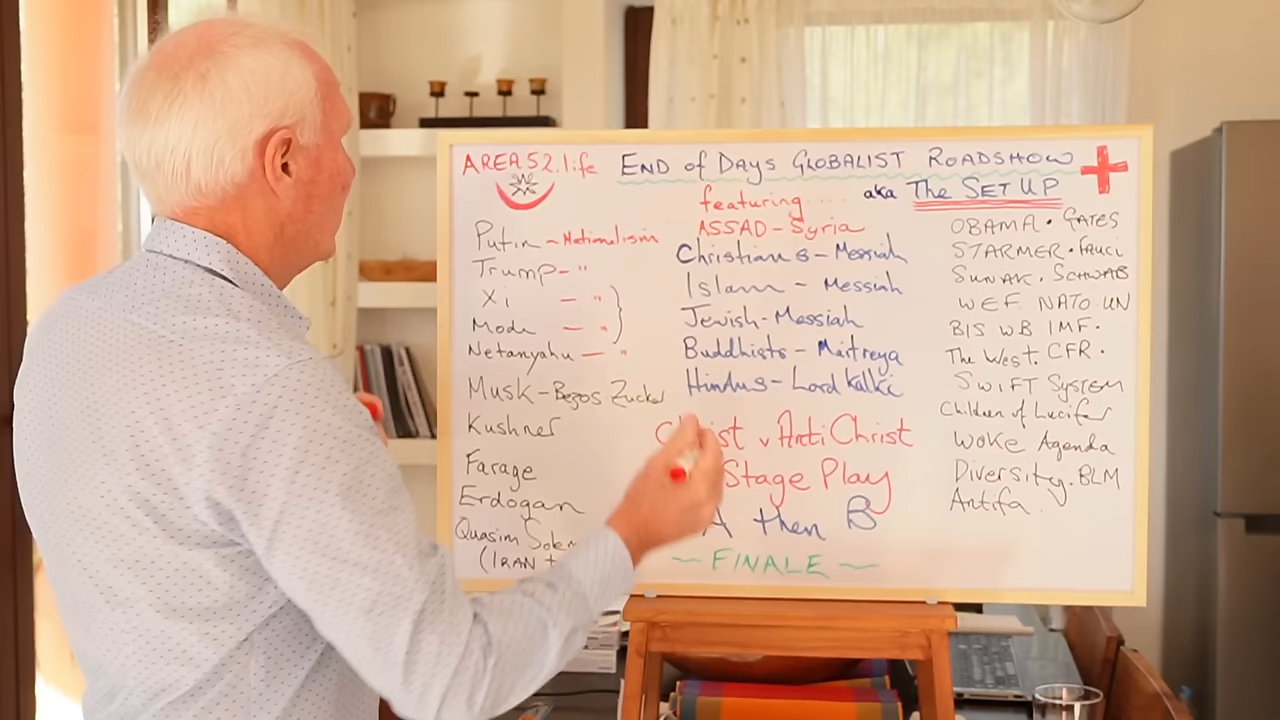 AREA52.life END of DAYS GLOBALIST ROADSHOW
aka THE SET UP
featuring....
Putin ~ Nationalism
Trump - "
Xi - "
Modi - "
Netanyahu - "
Musk - Bezos Zucker
Kushner
Farage
Erdogan
Quasim
(IRAN +
ASSAD - Syria
Christians - Messiah
Islam - Messiah
Jewish - Messiah
Buddhists - Maitreya
Hindus - Lord Kalki
v AntiChrist
Stage Play
A then B
~ FINALE ~
OBAMA • GATES
STARMER • FAUCI
SUNAK • SCHWAB
WEF NATO UN
BIS WB IMF •
The West. CFR •
SWIFT SYSTEM
Children of Lucifer
WOKE Agenda
Diversity. BLM
Antifa.